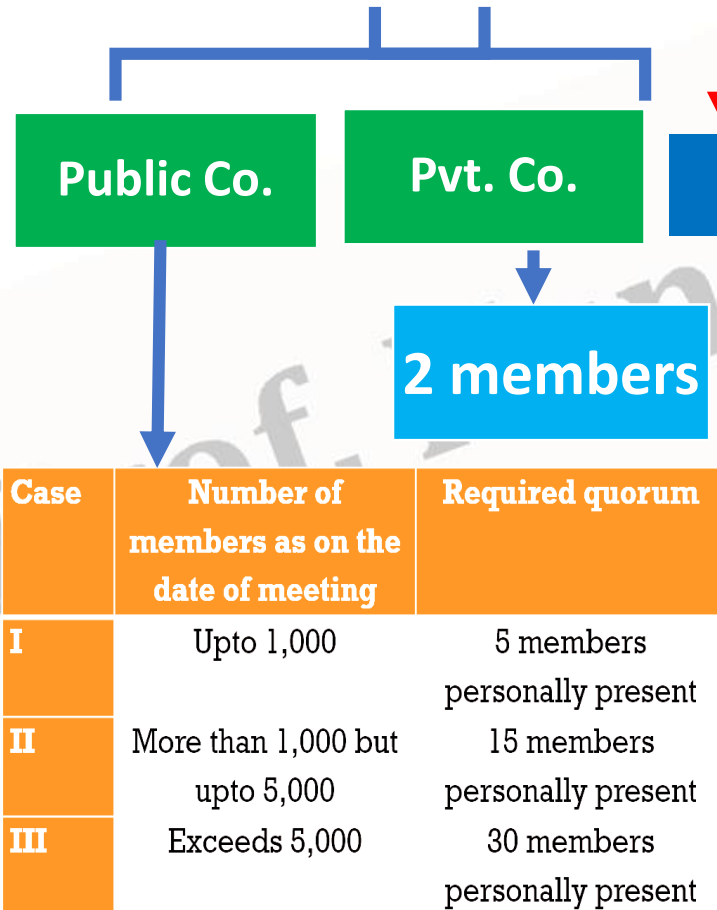 Public Co.
Pvt. Co.
2 members
Case
Number of
members as on the
date of meeting
Required quorum
I
Upto 1,000
5 members
personally present
II
More than 1,000 but
upto 5,000
15 members
personally present
III
Exceeds 5,000
30 members
personally present